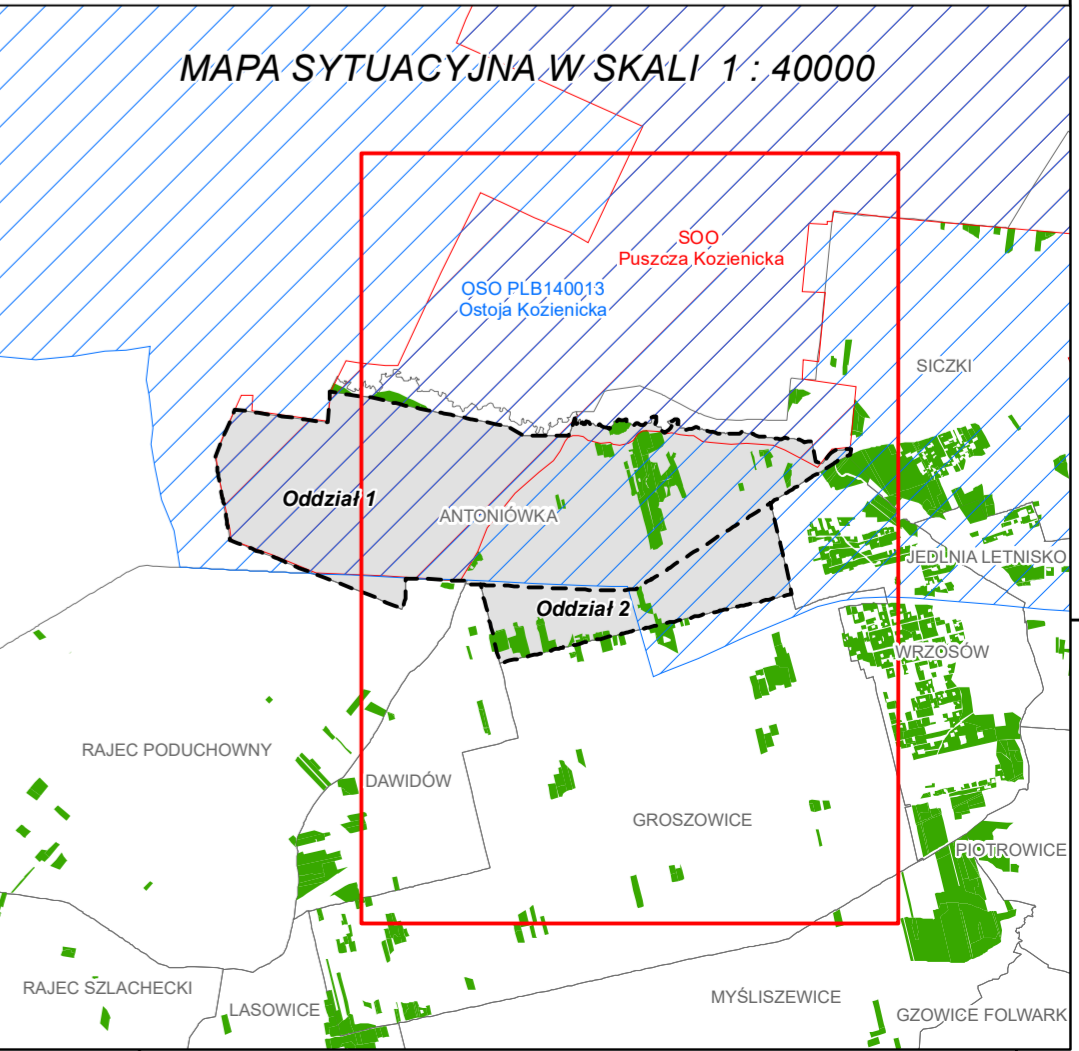 MAPA SYTUACYJNA W SKALI 1 : 40000
SOO
Puszcza Kozienicka
OSO PLB140013
Ostoja Kozienicka
SICZKI
Oddział 1
ANTONIÓWKA
JEDLNIA LETNISKO
Oddział 2
WRZOSÓW
RAJEC PODUCHOWNY
DAWIDÓW
GROSZOWICE
PIOTROWICE
RAJEC SZLACHECKI
LASOWICE
MYŚLISZEWICE
GZOWICE FOLWARK